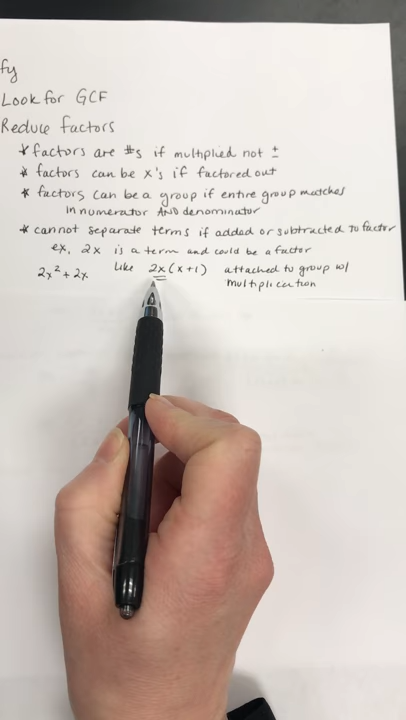 fy
Look for GCF
Reduce factors
* factors are #s if multiplied not ±
* factors can be x's if factored out
* factors can be a group if entire group matches
in numerator AND denominator
* cannot separate terms if added or subtracted to factor
ex, 2x is a term and could be a factor
2x² + 2x Like 2x(x+1) attached to group w/
multiplication